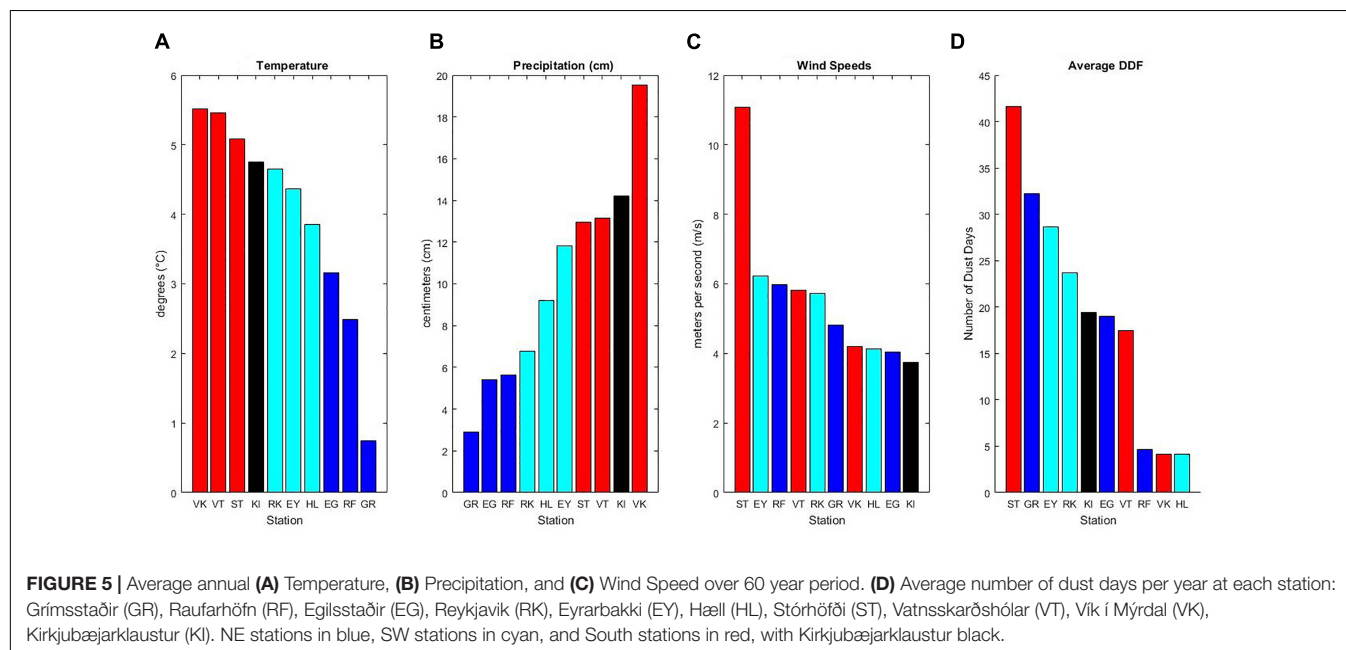 A
Temperature
6
5
4
3
2
1
0
degrees (°C)
VK VT ST KI RK EY HL EG RF GR
Station
B
Precipitation (cm)
20
18
16
14
12
10
8
6
4
2
0
centimeters (cm)
GR EG RF RK HL EY ST VT KI VK
Station
C
Wind Speeds
12
10
8
6
4
2
0
meters per second (m/s)
ST EY RF VT RK GR VK HL EG KI
Station
D
Average DDF
45
40
35
30
25
20
15
10
5
0
Number of Dust Days
ST GR EY RK KI EG VT RF VK HL
Station
FIGURE 5 | Average annual (A) Temperature, (B) Precipitation, and (C) Wind Speed over 60 year period. (D) Average number of dust days per year at each station:
Grímsstaðir (GR), Raufarhöfn (RF), Egilsstaðir (EG), Reykjavik (RK), Eyrarbakki (EY), Hæll (HL), Stórhöfði (ST), Vatnsskarðshólar (VT), Vík í Mýrdal (VK),
Kirkjubæjarklaustur (KI). NE stations in blue, SW stations in cyan, and South stations in red, with Kirkjubæjarklaustur black.